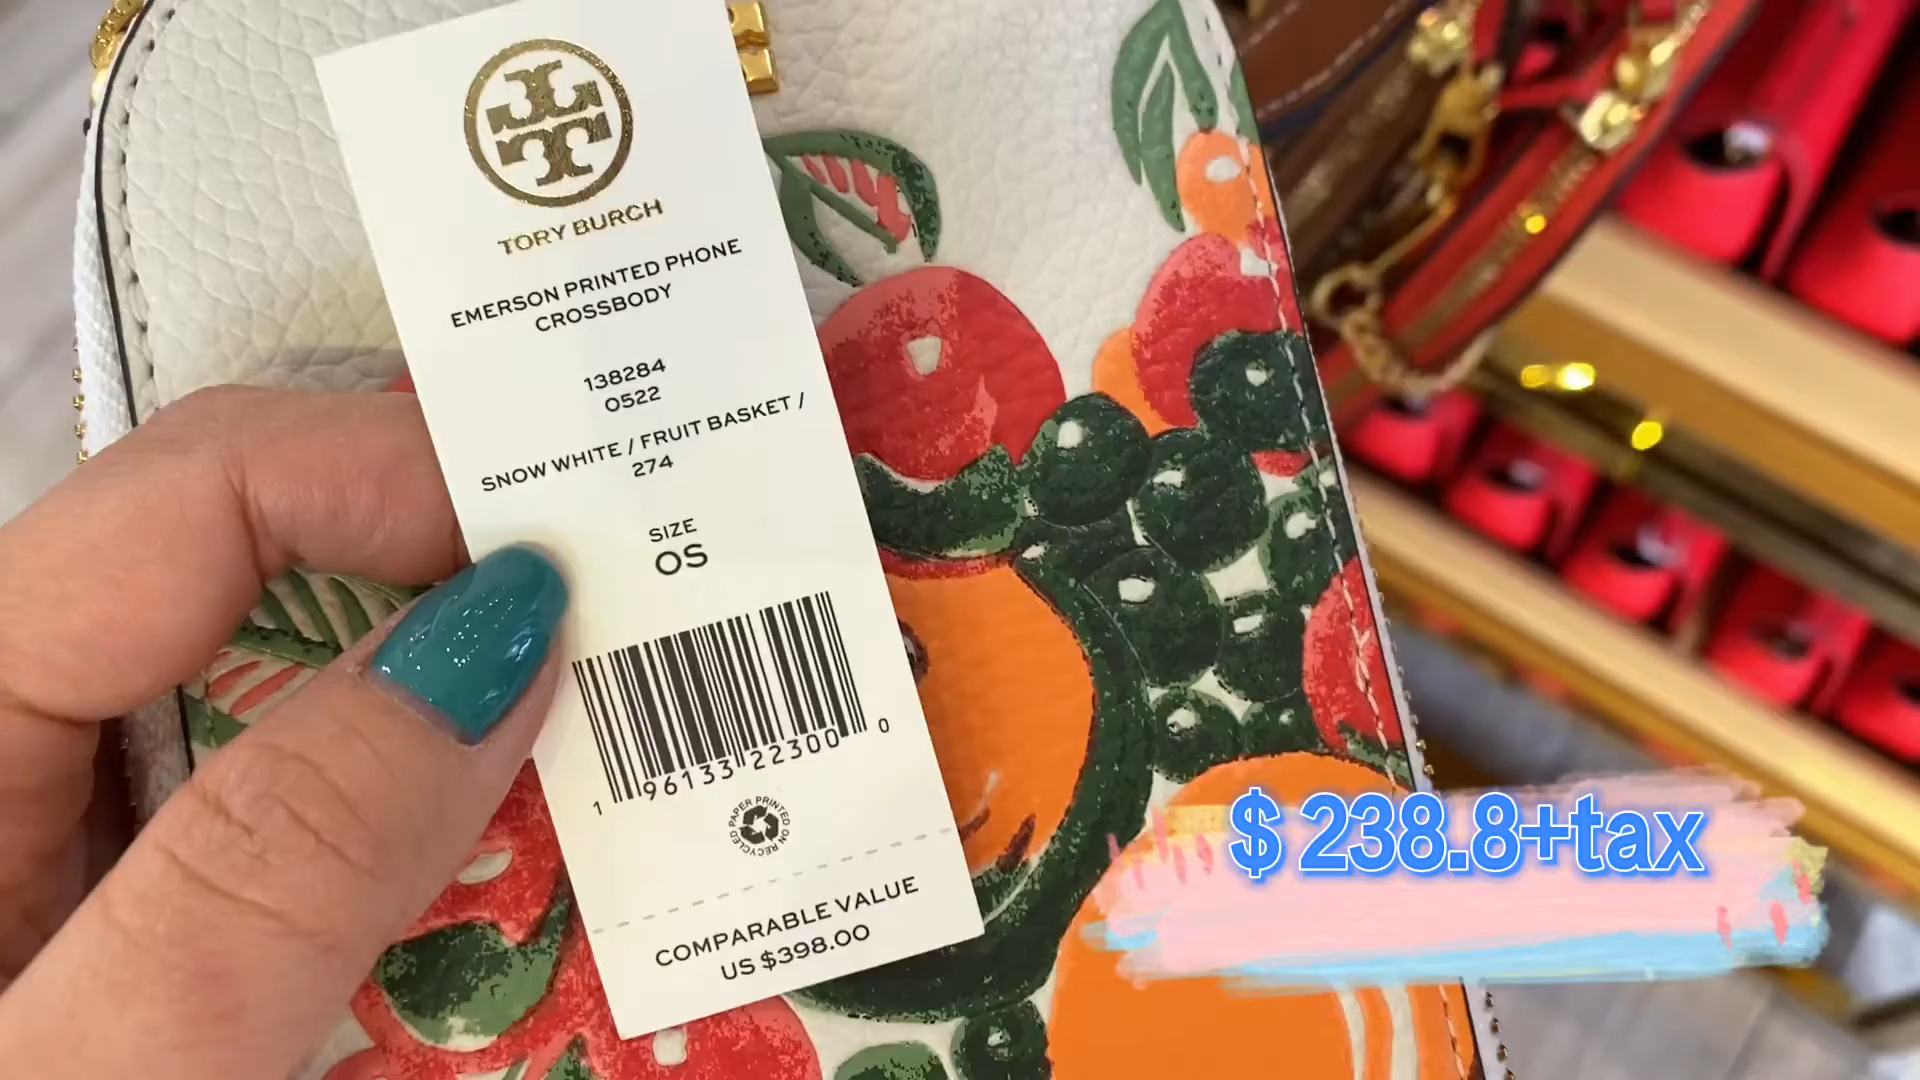 TORY BURCH
EMERSON PRINTED PHONE
CROSSBODY
138284
0522
SNOW WHITE / FRUIT BASKET /
274
SIZE
OS
1 96133 22300 0
PRINTED ON RECYCLED PAPER
COMPARABLE VALUE
US $398.00
$ 238.8+tax